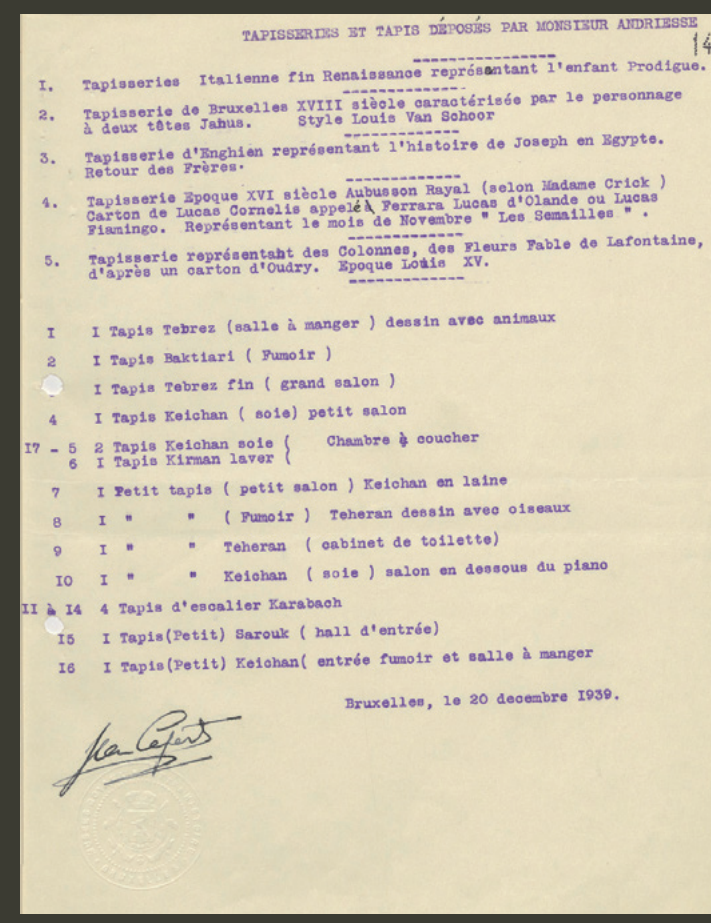 TAPISSERIES ET TAPIS DÉPOSÉS PAR MONSIEUR ANDRIESSE
14
I. Tapisseries Italienne fin Renaissance représentant l'enfant Prodigue.
2. Tapisserie de Bruxelles XVIII siècle caractérisée par le personnage
à deux têtes Jahus. Style Louis Van Schoor
3. Tapisserie d'Enghien représentant l'histoire de Joseph en Egypte.
Retour des Frères.
4. Tapisserie Epoque XVI siècle Aubusson Rayal (selon Madame Crick )
Carton de Lucas Cornelis appelé Ferrara Lucas d'Olande ou Lucas
Fiamingo. Représentant le mois de Novembre " Les Semailles " .
5. Tapisserie représentaht des Colonnes, des Fleurs Fable de Lafontaine,
d'après un carton d'Oudry. Epoque Louis XV.
I I Tapis Tebrez (salle à manger ) dessin avec animaux
2 I Tapis Baktiari ( Fumoir )
I Tapis Tebrez fin ( grand salon )
4 I Tapis Keichan ( soie) petit salon
I7 - 5 2 Tapis Keichan soie ( Chambre à coucher
6 I Tapis Kirman laver (
7 I Petit tapis ( petit salon ) Keichan en laine
8 I " " ( Fumoir ) Teheran dessin avec oiseaux
9 I " " Teheran ( cabinet de toilette)
IO I " " Keichan ( soie ) salon en dessous du piano
II à I4 4 Tapis d'escalier Karabach
I5 I Tapis(Petit) Sarouk ( hall d'entrée)
I6 I Tapis(Petit) Keichan( entrée fumoir et salle à manger
Bruxelles, le 20 decembre I939.